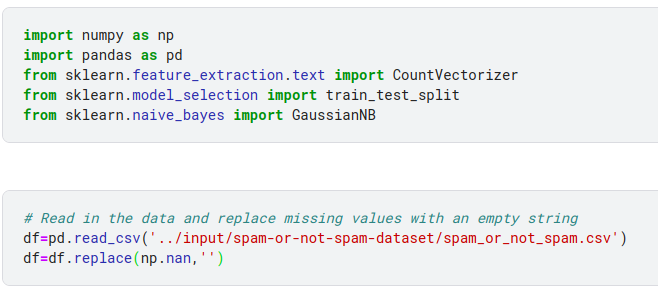 import numpy as np
import pandas as pd
from sklearn.feature_extraction.text import CountVectorizer
from sklearn.model_selection import train_test_split
from sklearn.naive_bayes import GaussianNB
# Read in the data and replace missing values with an empty string
df=pd.read_csv('../input/spam-or-not-spam-dataset/spam_or_not_spam.csv')
df=df.replace(np.nan,'')